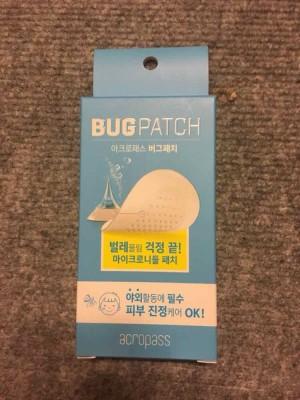 BUGPATCH
아크로패스 버그패치
벌레물림 걱정 끝!
마이크로니들 패치
야외활동에 필수
피부 진정케어 OK!
acropass